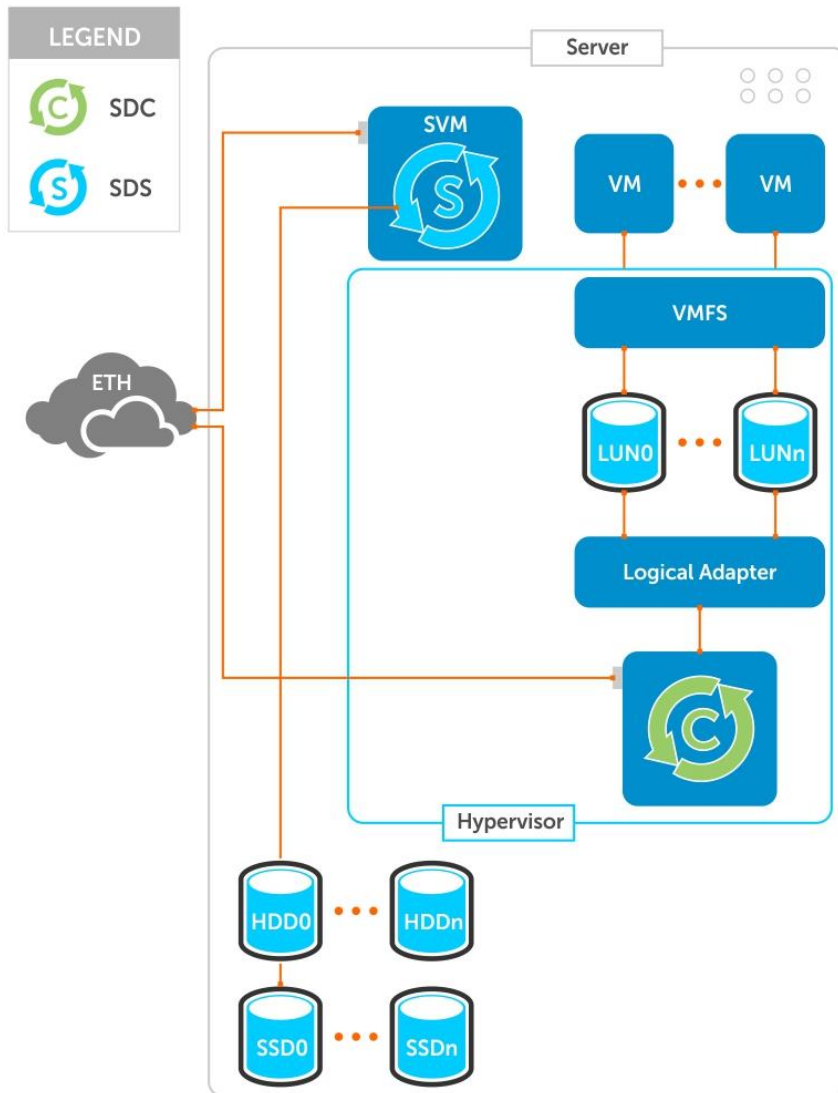 LEGEND
C SDC
S SDS
Server
SVM
S
VM
VM
VMFS
ETH
LUN0
LUNn
Logical Adapter
C
Hypervisor
HDD0
HDDn
SSD0
SSDn